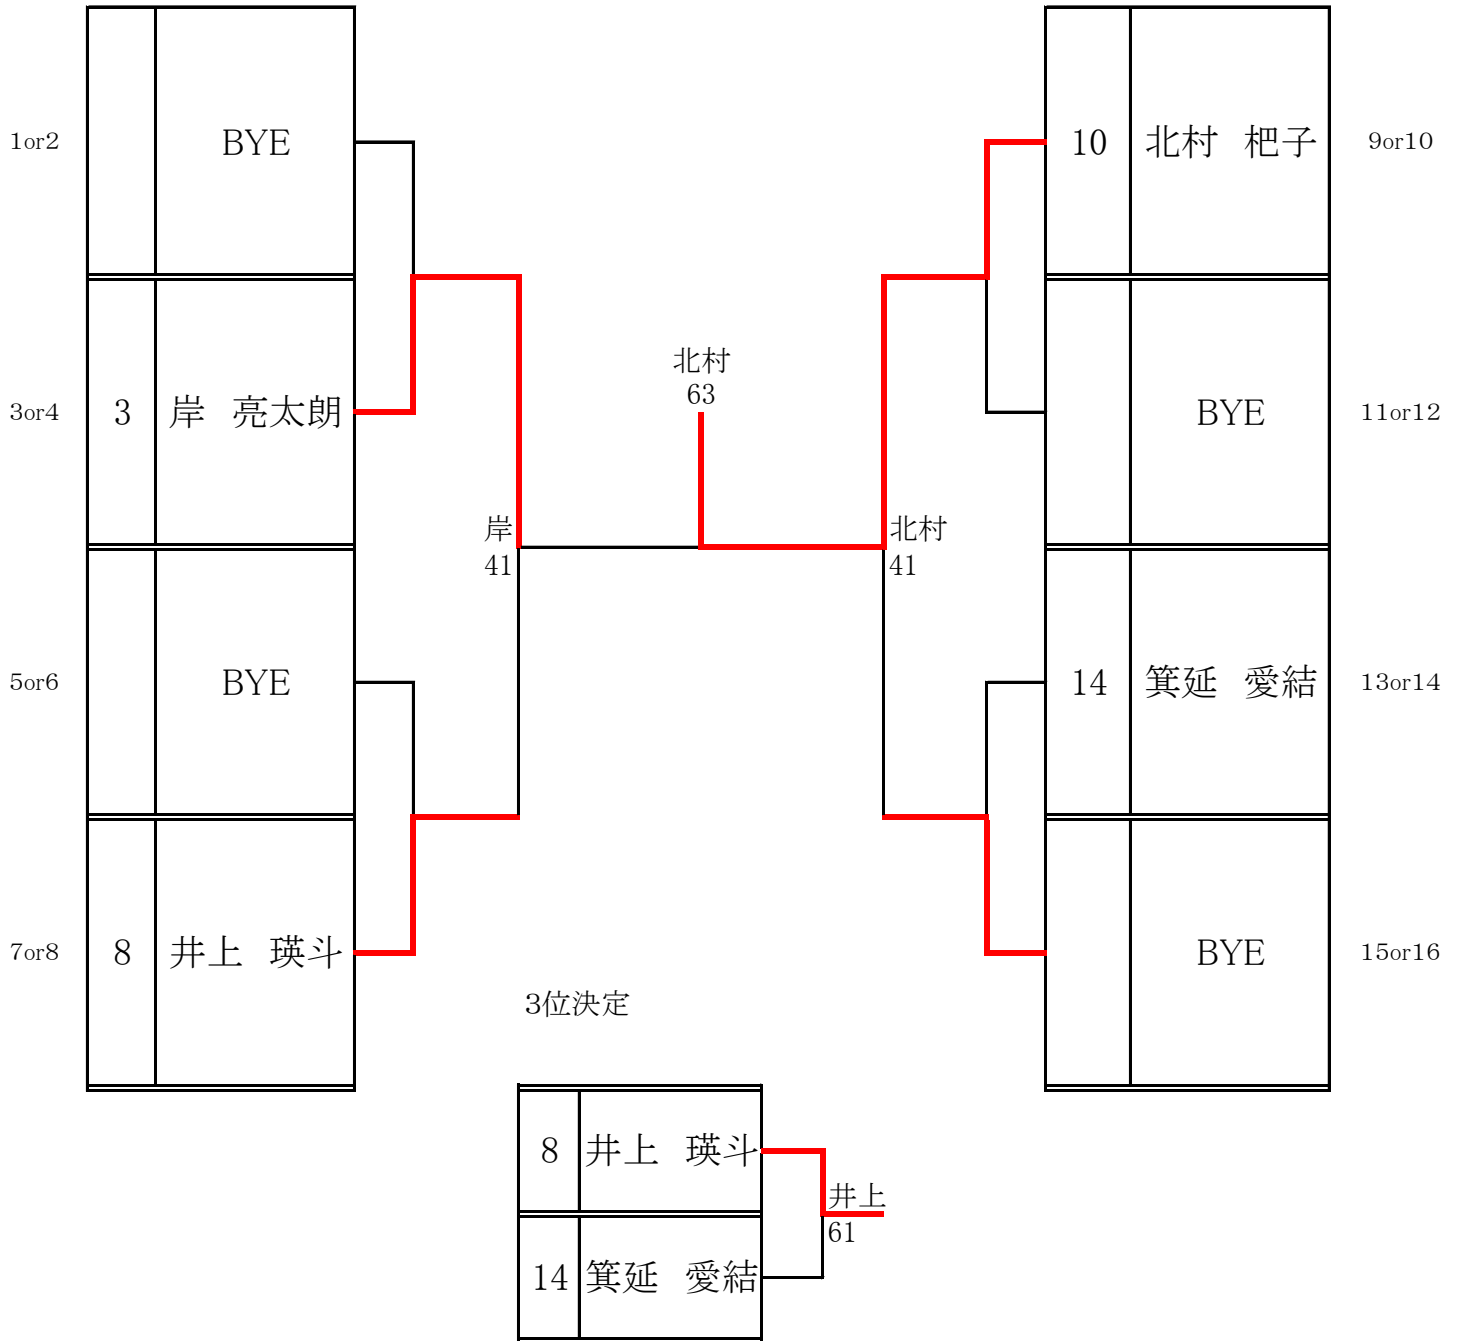 1or2
BYE
3or4
3
岸 亮太朗
5or6
BYE
7or8
8
井上 瑛斗
岸
41
北村
63
北村
41
10
北村 杷子
9or10
BYE
11or12
14
箕延 愛結
13or14
BYE
15or16
3位決定
8
井上 瑛斗
14
箕延 愛結
井上
61